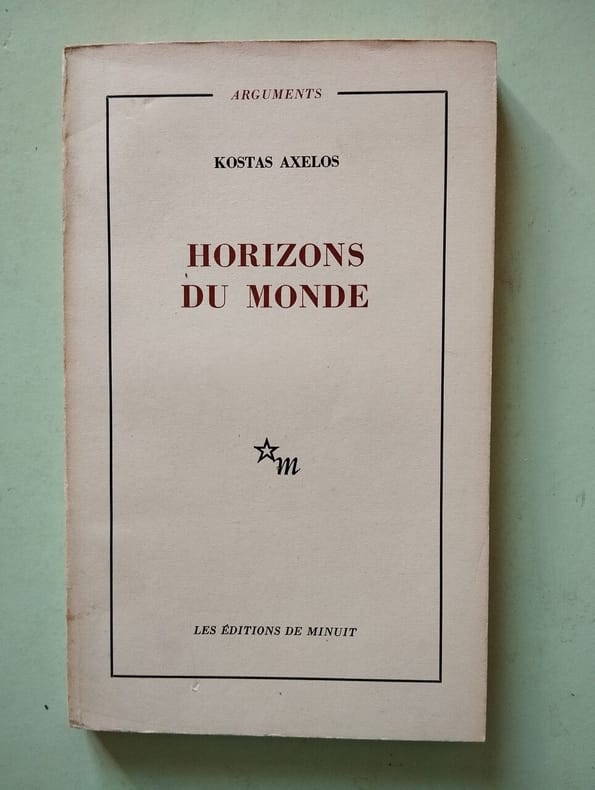 ARGUMENTS
KOSTAS AXELOS
HORIZONS
DU MONDE
m
LES ÉDITIONS DE MINUIT